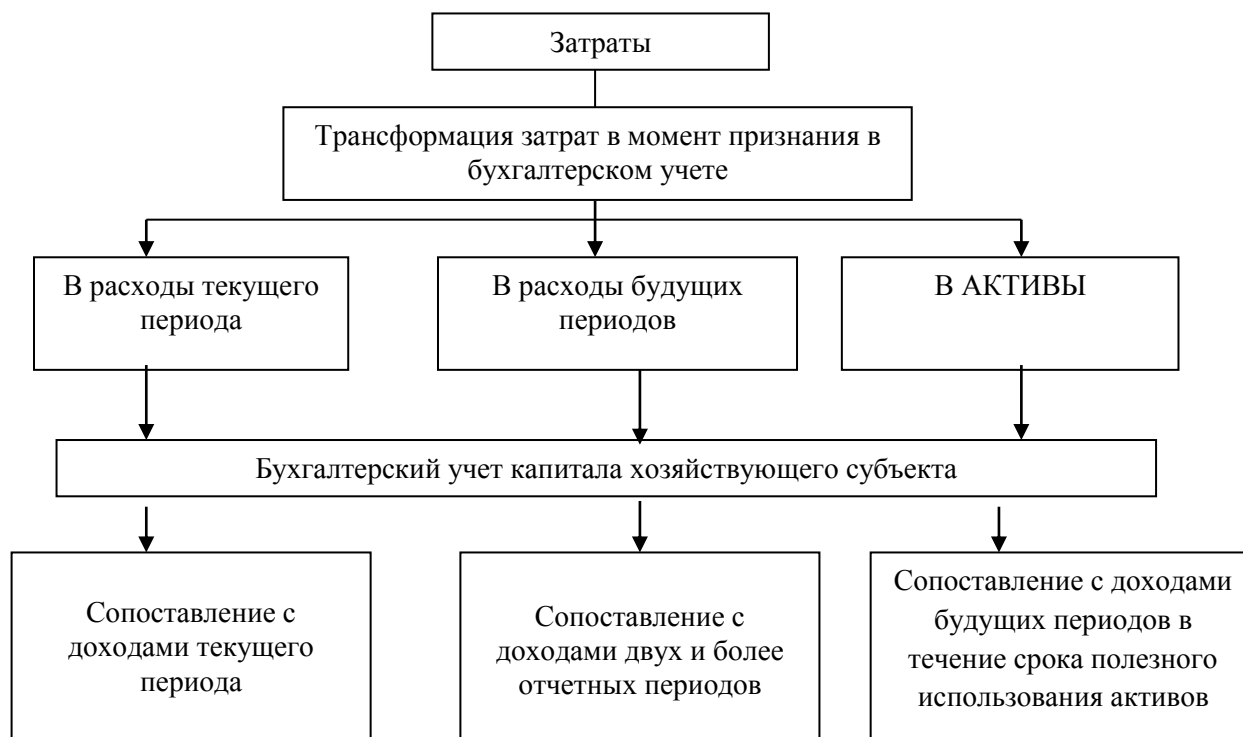 Затраты
Трансформация затрат в момент признания в
бухгалтерском учете
В расходы текущего
периода
В расходы будущих
периодов
В АКТИВЫ
Бухгалтерский учет капитала хозяйствующего субъекта
Сопоставление с
доходами текущего
периода
Сопоставление с
доходами двух и более
отчетных периодов
Сопоставление с доходами
будущих периодов в
течение срока полезного
использования активов